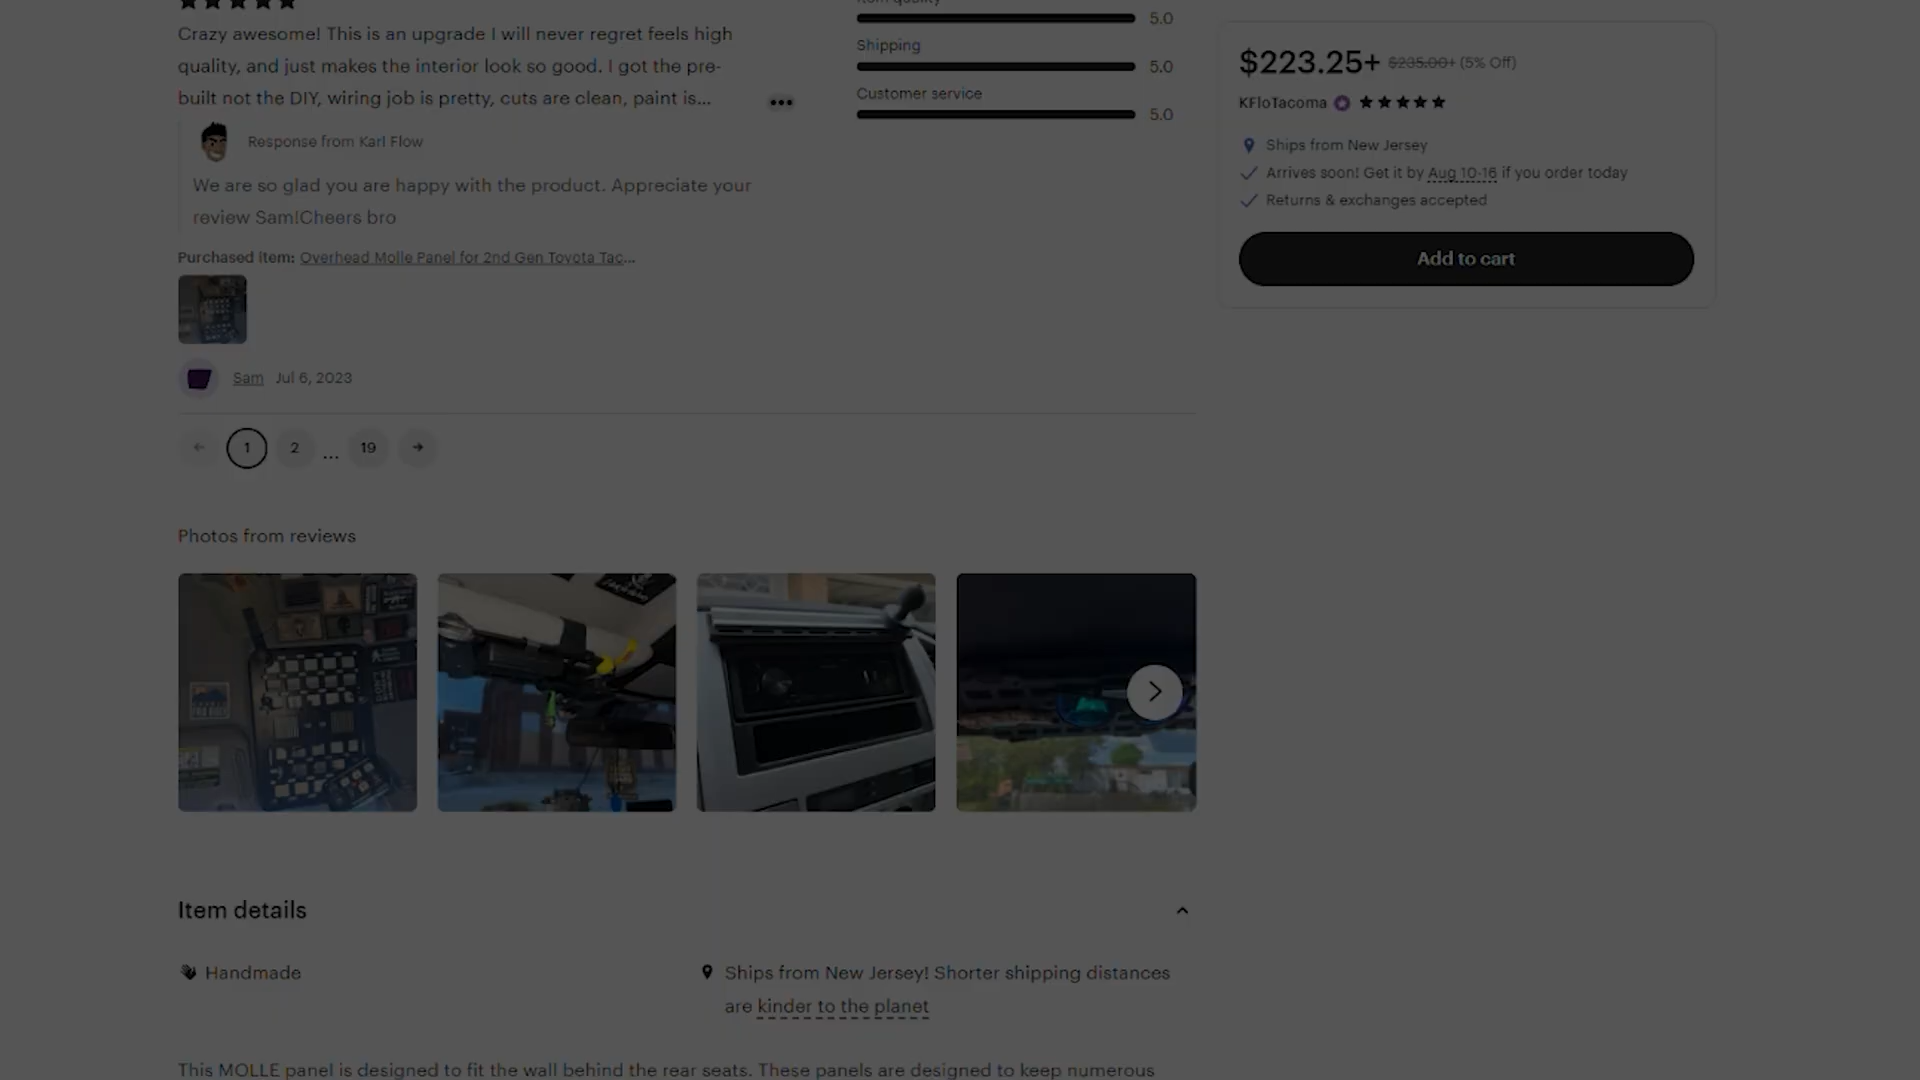 Crazy awesome! This is an upgrade I will never regret feels high
quality, and just makes the interior look so good. I got the pre-
built not the DIY, wiring job is pretty, cuts are clean, paint is...
Response from Karl Flow
We are so glad you are happy with the product. Appreciate your
review Sam!Cheers bro
Purchased item: Overhead Molle Panel for 2nd Gen Toyota Tac...
Sam Jul 6, 2023
1 2 ... 19
Item quality 5.0
Shipping 5.0
Customer service 5.0
$223.25+ $235.00+ (5% Off)
KFloTacoma
Ships from New Jersey
Arrives soon! Get it by Aug 10-16 if you order today
Returns & exchanges accepted
Add to cart
Photos from reviews
Item details
Handmade
Ships from New Jersey! Shorter shipping distances
are kinder to the planet
This MOLLE panel is designed to fit the wall behind the rear seats. These panels are designed to keep numerous